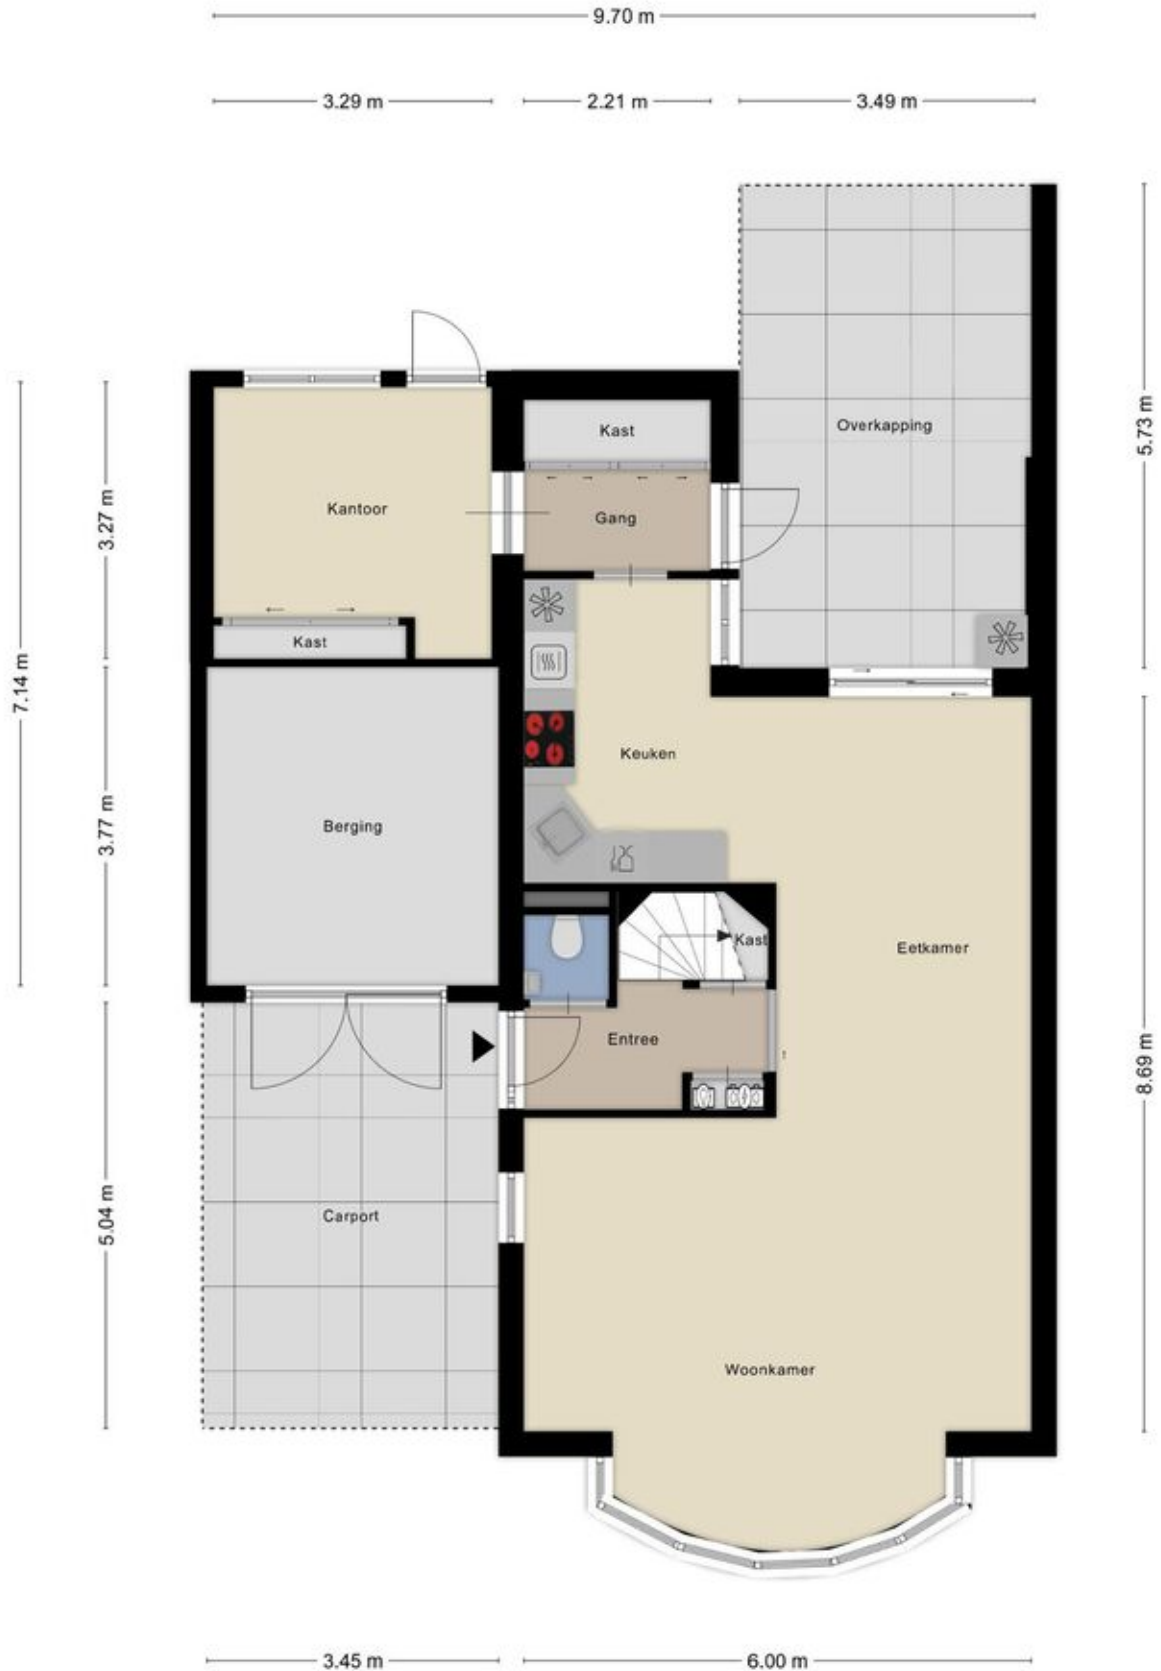 9.70 m
3.29 m
2.21 m
3.49 m
Overkapping
Kast
Kantoor
Gang
5.73 m
3.27 m
Kast
7.14 m
Keuken
3.77 m
Berging
Kast
Eetkamer
Entree
8.69 m
5.04 m
Carport
Woonkamer
3.45 m
6.00 m